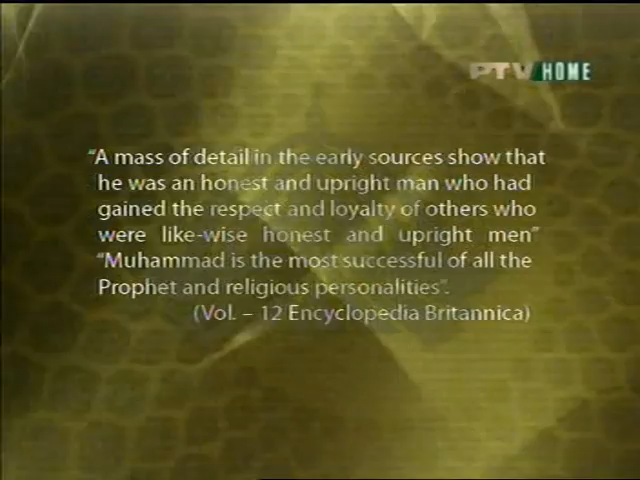 PTV HOME
"A mass of detail in the early sources show that
he was an honest and upright man who had
gained the respect and loyalty of others who
were like-wise honest and upright men"
"Muhammad is the most successful of all the
Prophet and religious personalities".
(Vol. – 12 Encyclopedia Britannica)